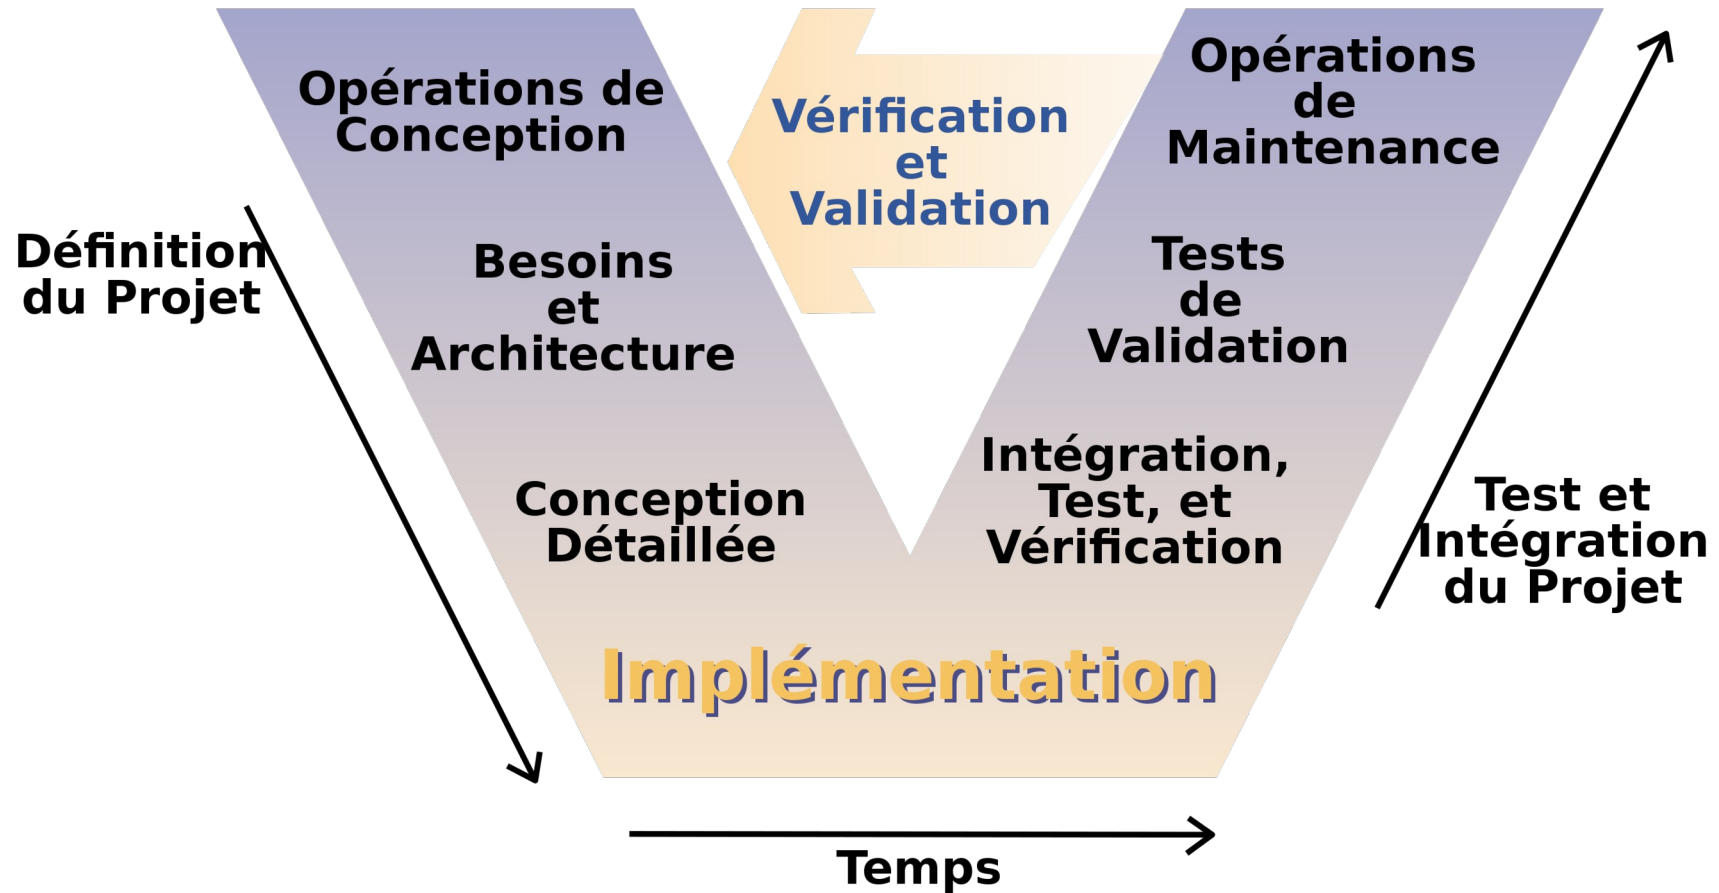 Opérations de
Conception
Vérification
et
Validation
Opérations
de
Maintenance
Définition
du Projet
Besoins
et
Architecture
Tests
de
Validation
Conception
Détaillée
Intégration,
Test, et
Vérification
Test et
Intégration
du Projet
Implémentation
Temps